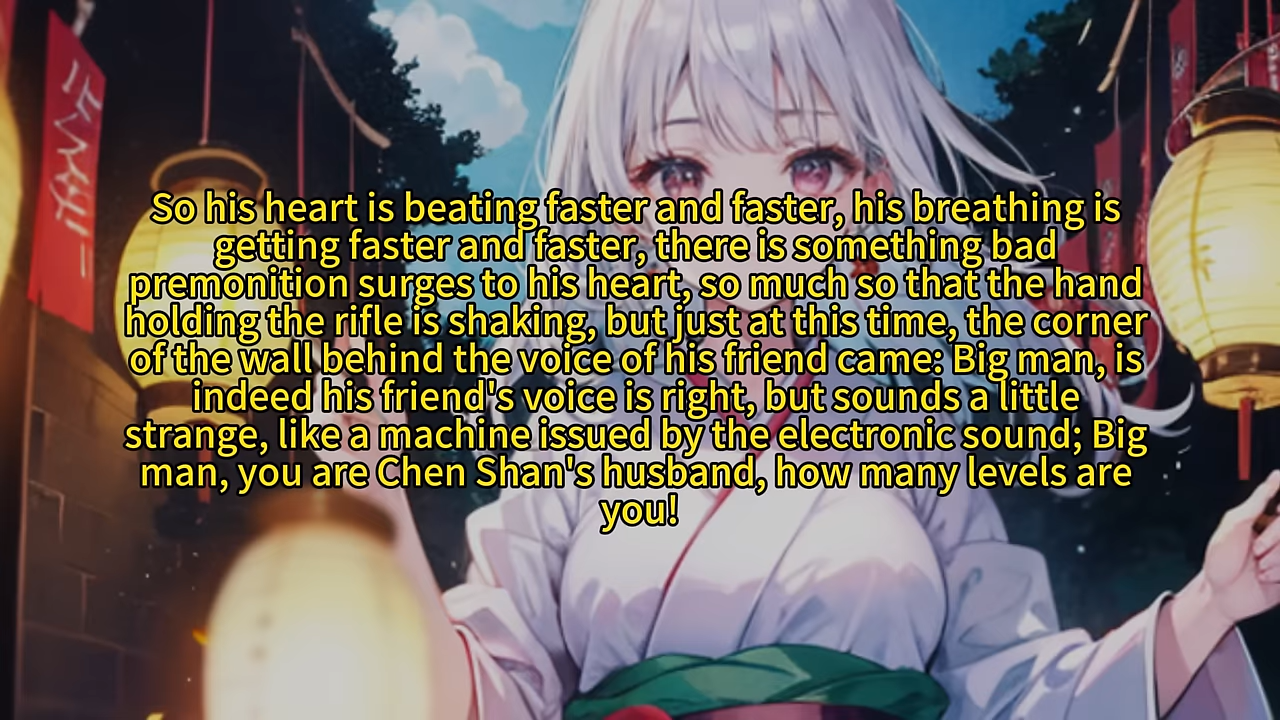 So his heart is beating faster and faster, his breathing is
getting faster and faster, there is something bad
premonition surges to his heart, so much so that the hand
holding the rifle is shaking, but just at this time, the corner
of the wall behind the voice of his friend came: Big man, is
indeed his friend's voice is right, but sounds a little
strange, like a machine issued by the electronic sound; Big
man, you are Chen Shan's husband, how many levels are
you!